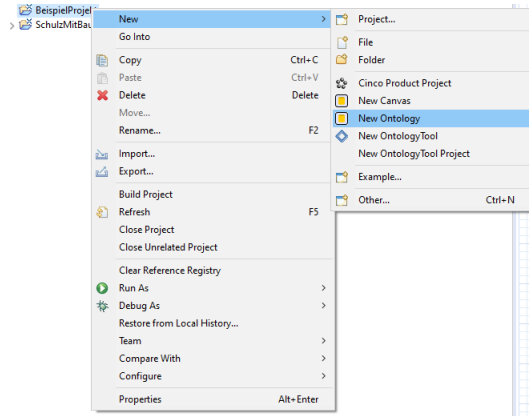 BeispielProjekt
SchulzMitBau
New
Go Into
Copy Ctrl+C
Paste Ctrl+V
Delete Delete
Move...
Rename... F2
Import...
Export...
Build Project
Refresh F5
Close Project
Close Unrelated Project
Clear Reference Registry
Run As
Debug As
Restore from Local History...
Team
Compare With
Configure
Properties Alt+Enter
Project...
File
Folder
Cinco Product Project
New Canvas
New Ontology
New OntologyTool
New OntologyTool Project
Example...
Other... Ctrl+N